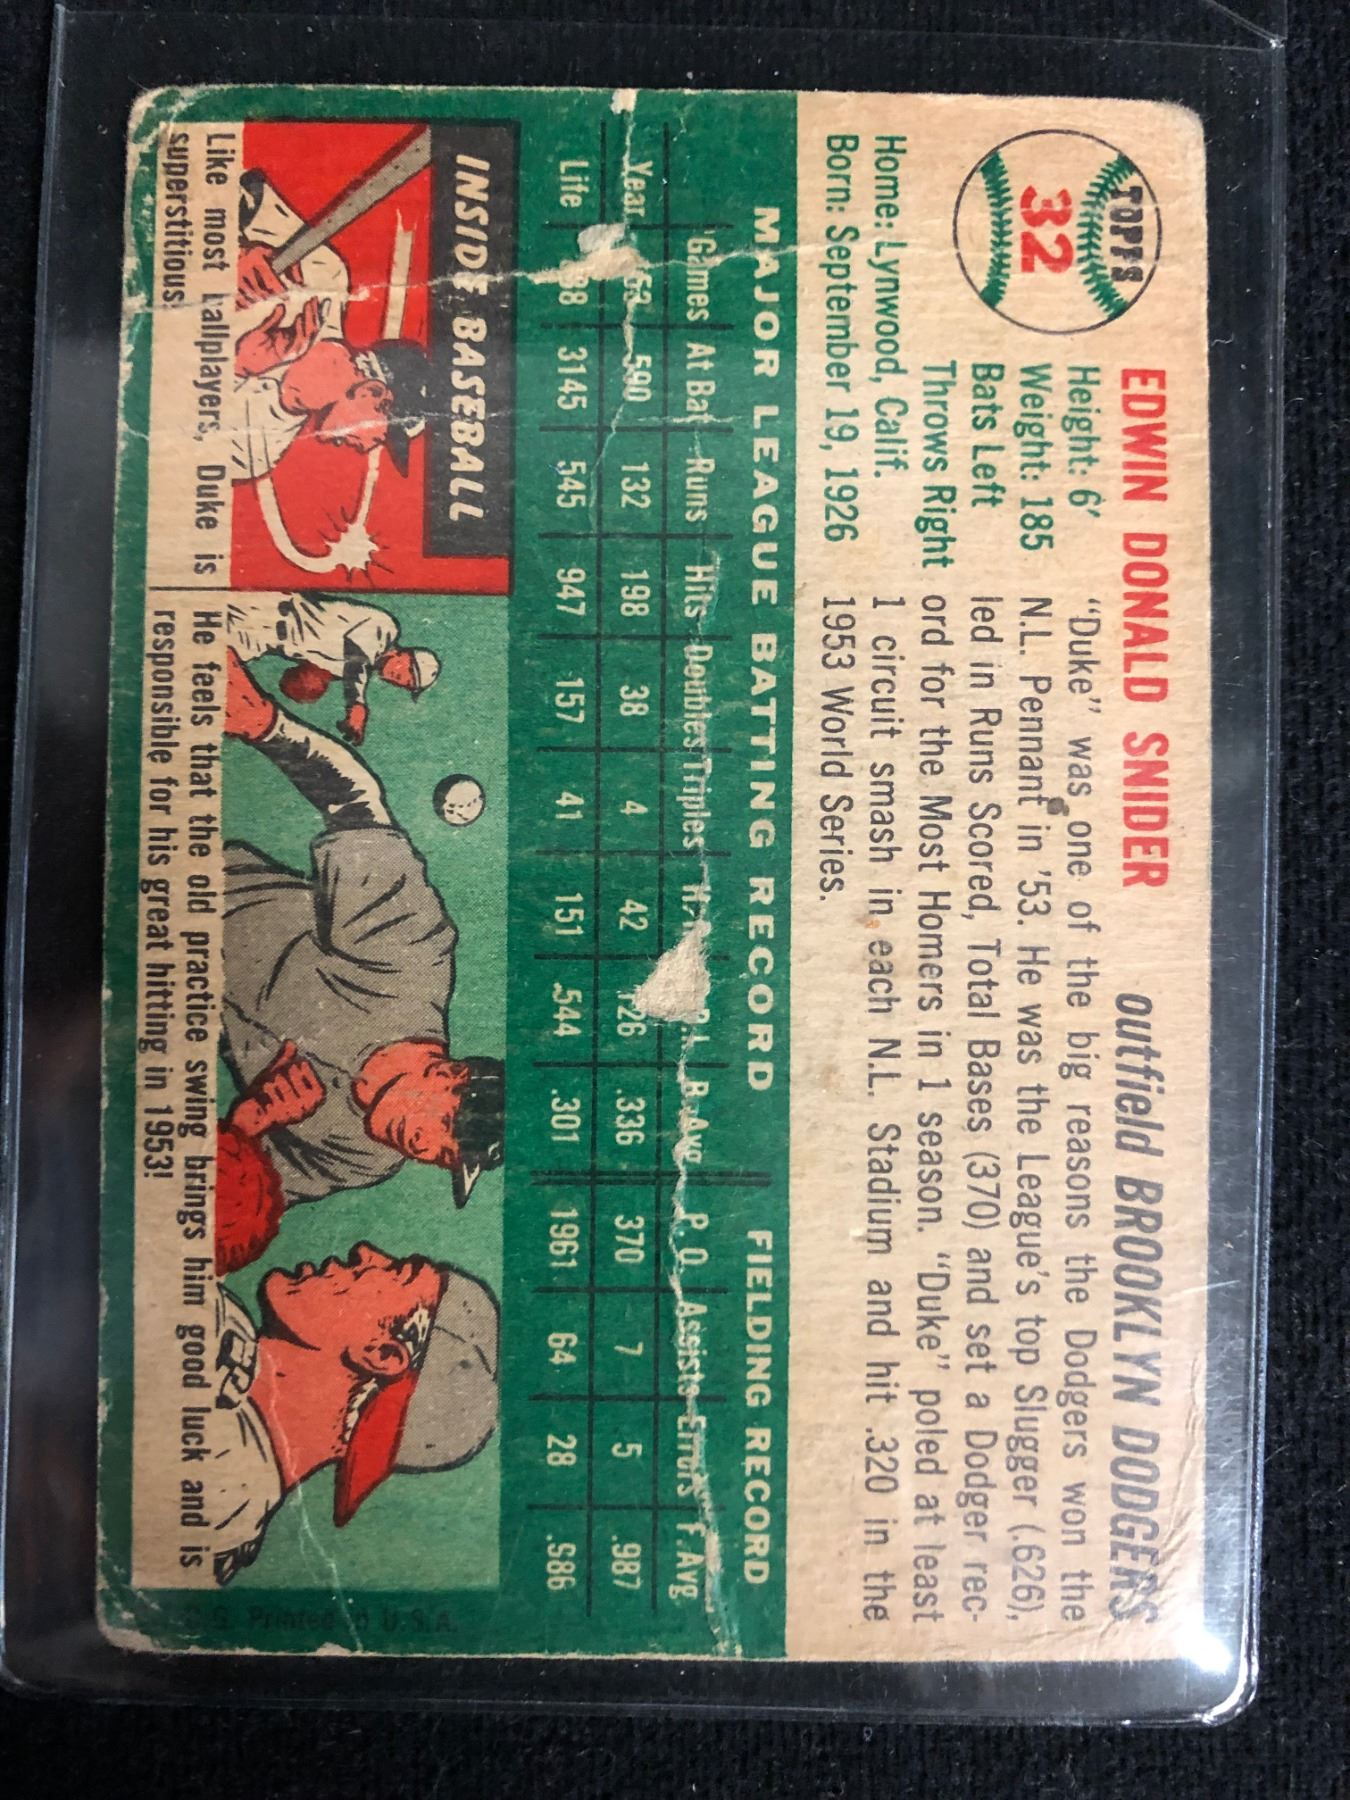 TOPPS
32
EDWIN DONALD SNIDER outfield BROOKLYN DODGERS
Height: 6′
Weight: 185
Bats Left
Throws Right
Home: Lynwood, Calif.
Born: September 19, 1926
"Duke" was one of the big reasons the Dodgers won the
N.L. Pennant in '53. He was the League's top Slugger (.626),
led in Runs Scored, Total Bases (370) and set a Dodger rec-
ord for the Most Homers in 1 season. "Duke" poled at least
1 circuit smash in each N.L. Stadium and hit .320 in the
1953 World Series.
MAJOR LEAGUE BATTING RECORD FIELDING RECORD
Games At Bat Runs Hits Doubles Triples B.Avg P.O. Assists Errors F.Avg
Year 590 132 198 38 4 42 126 .336 370 7 5 .987
Life 3145 545 947 157 41 151 544 .301 1961 64 28 .986
INSIDE BASEBALL
Like most ballplayers, Duke is
superstitious!
He feels that the old practice swing brings him good luck and is
responsible for his great hitting in 1953!
Printed in U.S.A.